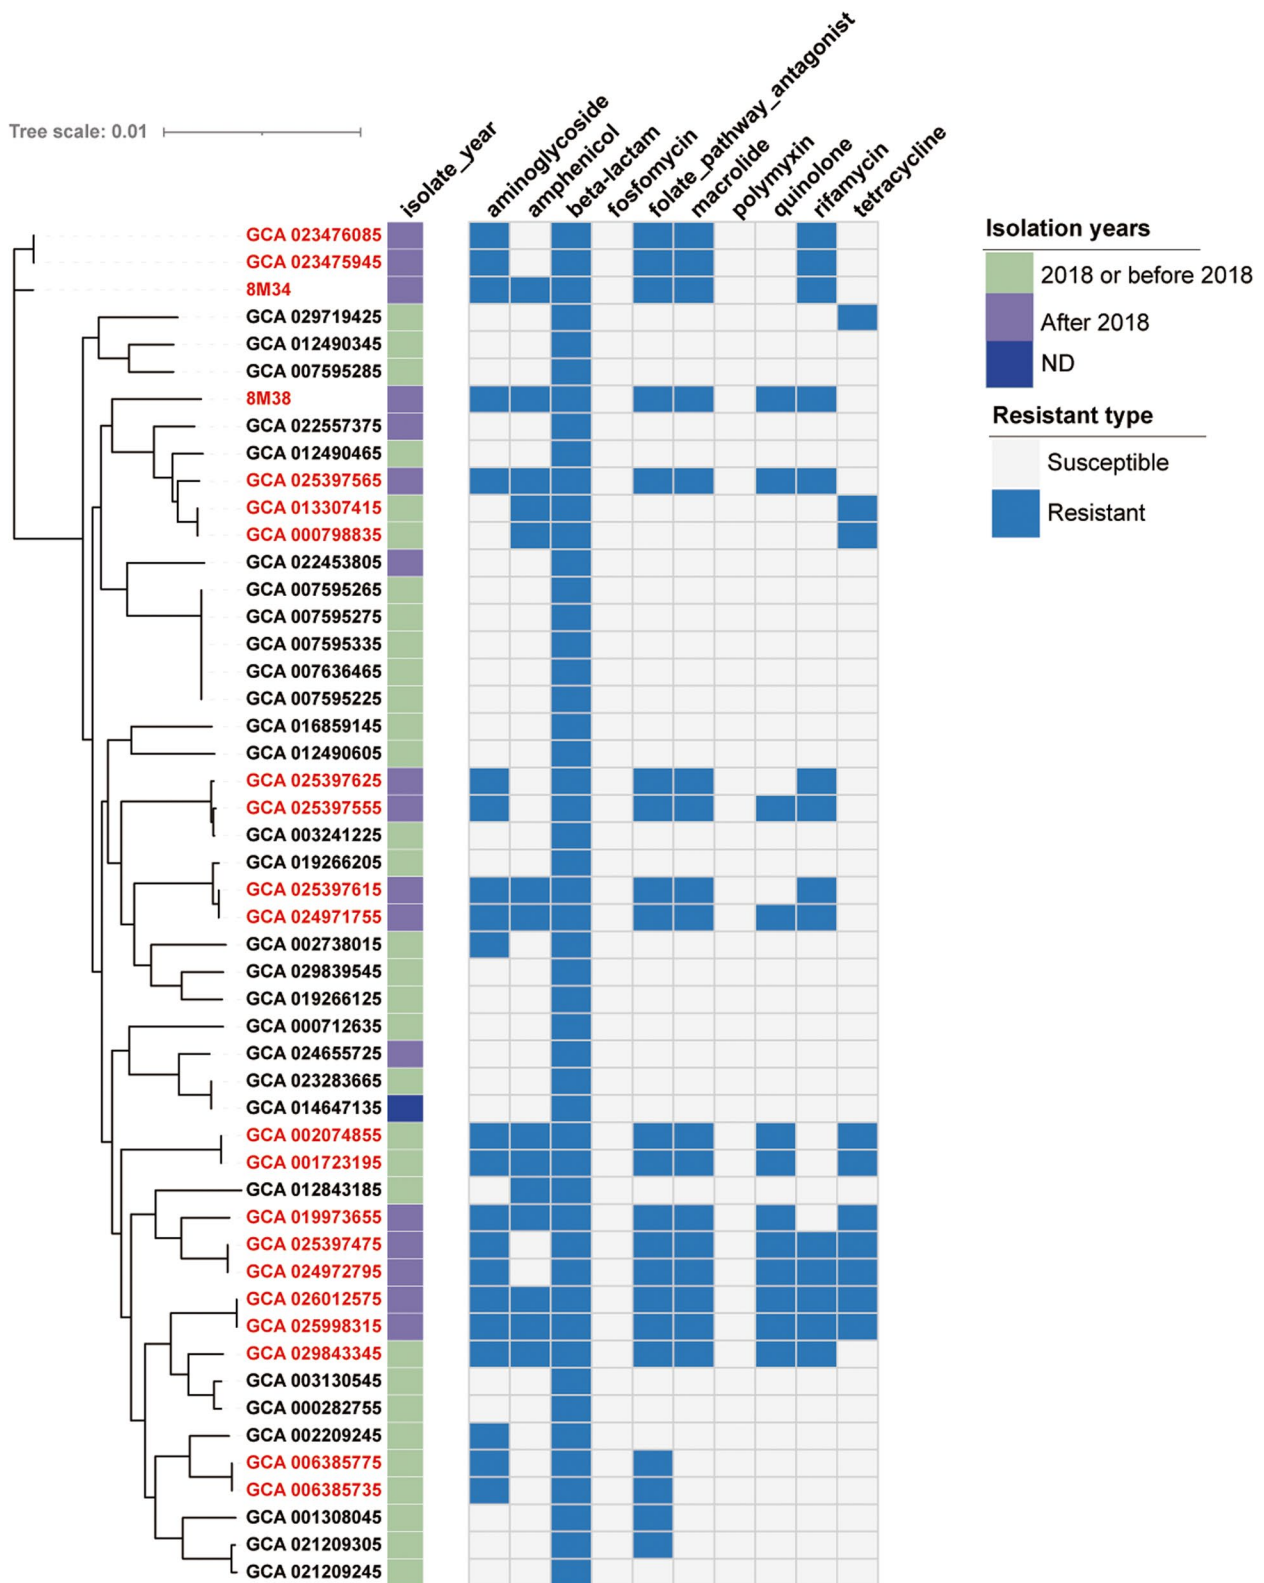 Tree scale: 0.01
isolate_year
aminoglycoside
amphenicol
beta-lactam
fosfomycin
folate_pathway_antagonist
macrolide
polymyxin
quinolone
rifamycin
tetracycline
GCA 023476085
GCA 023475945
8M34
GCA 029719425
GCA 012490345
GCA 007595285
8M38
GCA 022557375
GCA 012490465
GCA 025397565
GCA 013307415
GCA 000798835
GCA 022453805
GCA 007595265
GCA 007595275
GCA 007595335
GCA 007636465
GCA 007595225
GCA 016859145
GCA 012490605
GCA 025397625
GCA 025397555
GCA 003241225
GCA 019266205
GCA 025397615
GCA 024971755
GCA 002738015
GCA 029839545
GCA 019266125
GCA 000712635
GCA 024655725
GCA 023283665
GCA 014647135
GCA 002074855
GCA 001723195
GCA 012843185
GCA 019973655
GCA 025397475
GCA 024972795
GCA 026012575
GCA 025998315
GCA 029843345
GCA 003130545
GCA 000282755
GCA 002209245
GCA 006385775
GCA 006385735
GCA 001308045
GCA 021209305
GCA 021209245
Isolation years
2018 or before 2018
After 2018
ND
Resistant type
Susceptible
Resistant